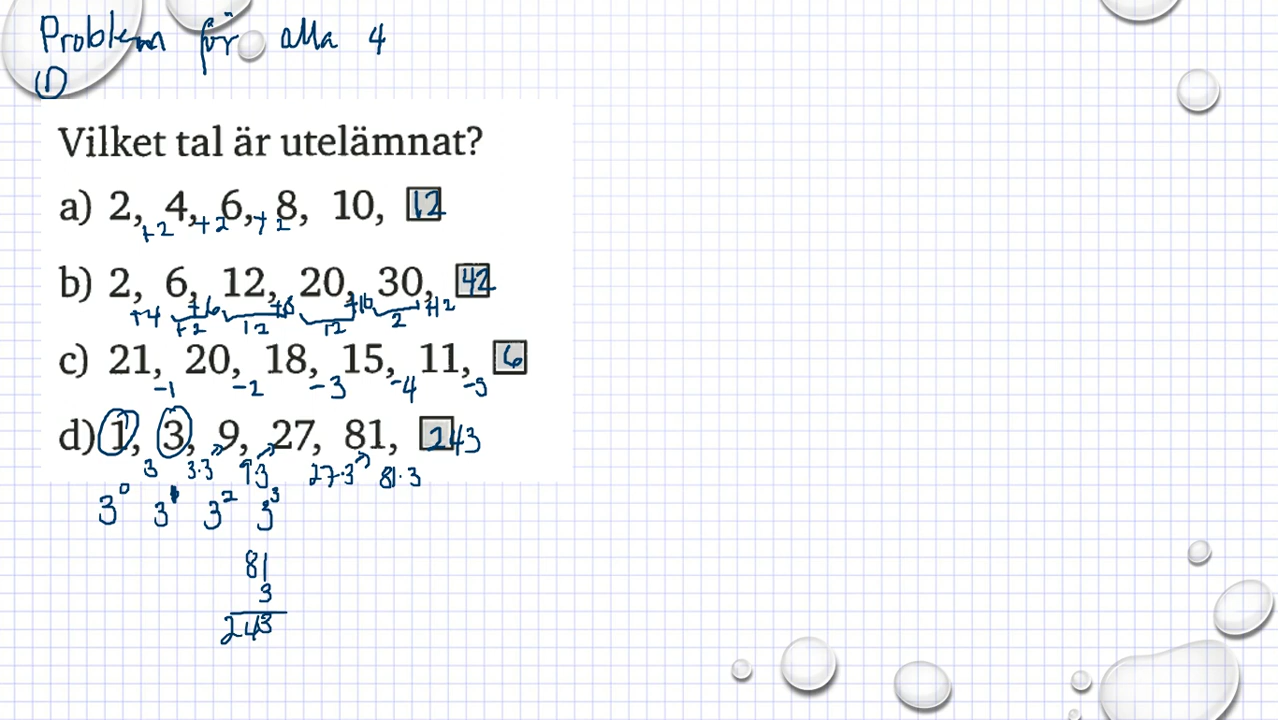 Problem för alla 4
①
Vilket tal är utelämnat?
a) 2, 4, 6, 8, 10, 12
+2 +2 +2
b) 2, 6, 12, 20, 30, 42
+4 +6 +8 +10 +12
+2 12 12 2
c) 21, 20, 18, 15, 11, 6
-1 -2 -3 -4 -5
d) 1, 3, 9, 27, 81, 243
3 3·3 9·3 27·3 81·3
3⁰ 3¹ 3² 3³
81
3
243